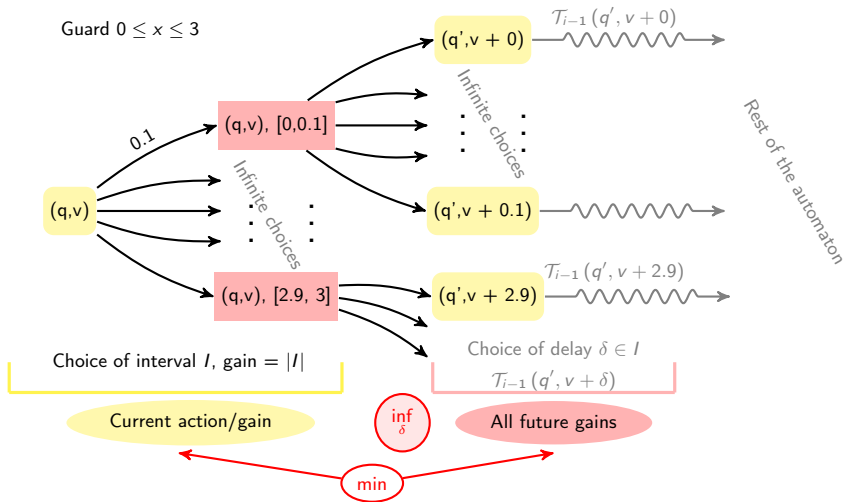 Guard 0 ≤ x ≤ 3
(q′,v + 0)
𝒯ᵢ₋₁ (q′, v + 0)
Infinite choices
0.1
(q,v), [0,0.1]
Rest of the automaton
(q,v)
Infinite choices
(q′,v + 0.1)
(q,v), [2.9, 3]
(q′,v + 2.9)
𝒯ᵢ₋₁ (q′, v + 2.9)
Choice of interval I, gain = |I|
Choice of delay δ ∈ I
𝒯ᵢ₋₁ (q′, v + δ)
Current action/gain
inf
δ
All future gains
min